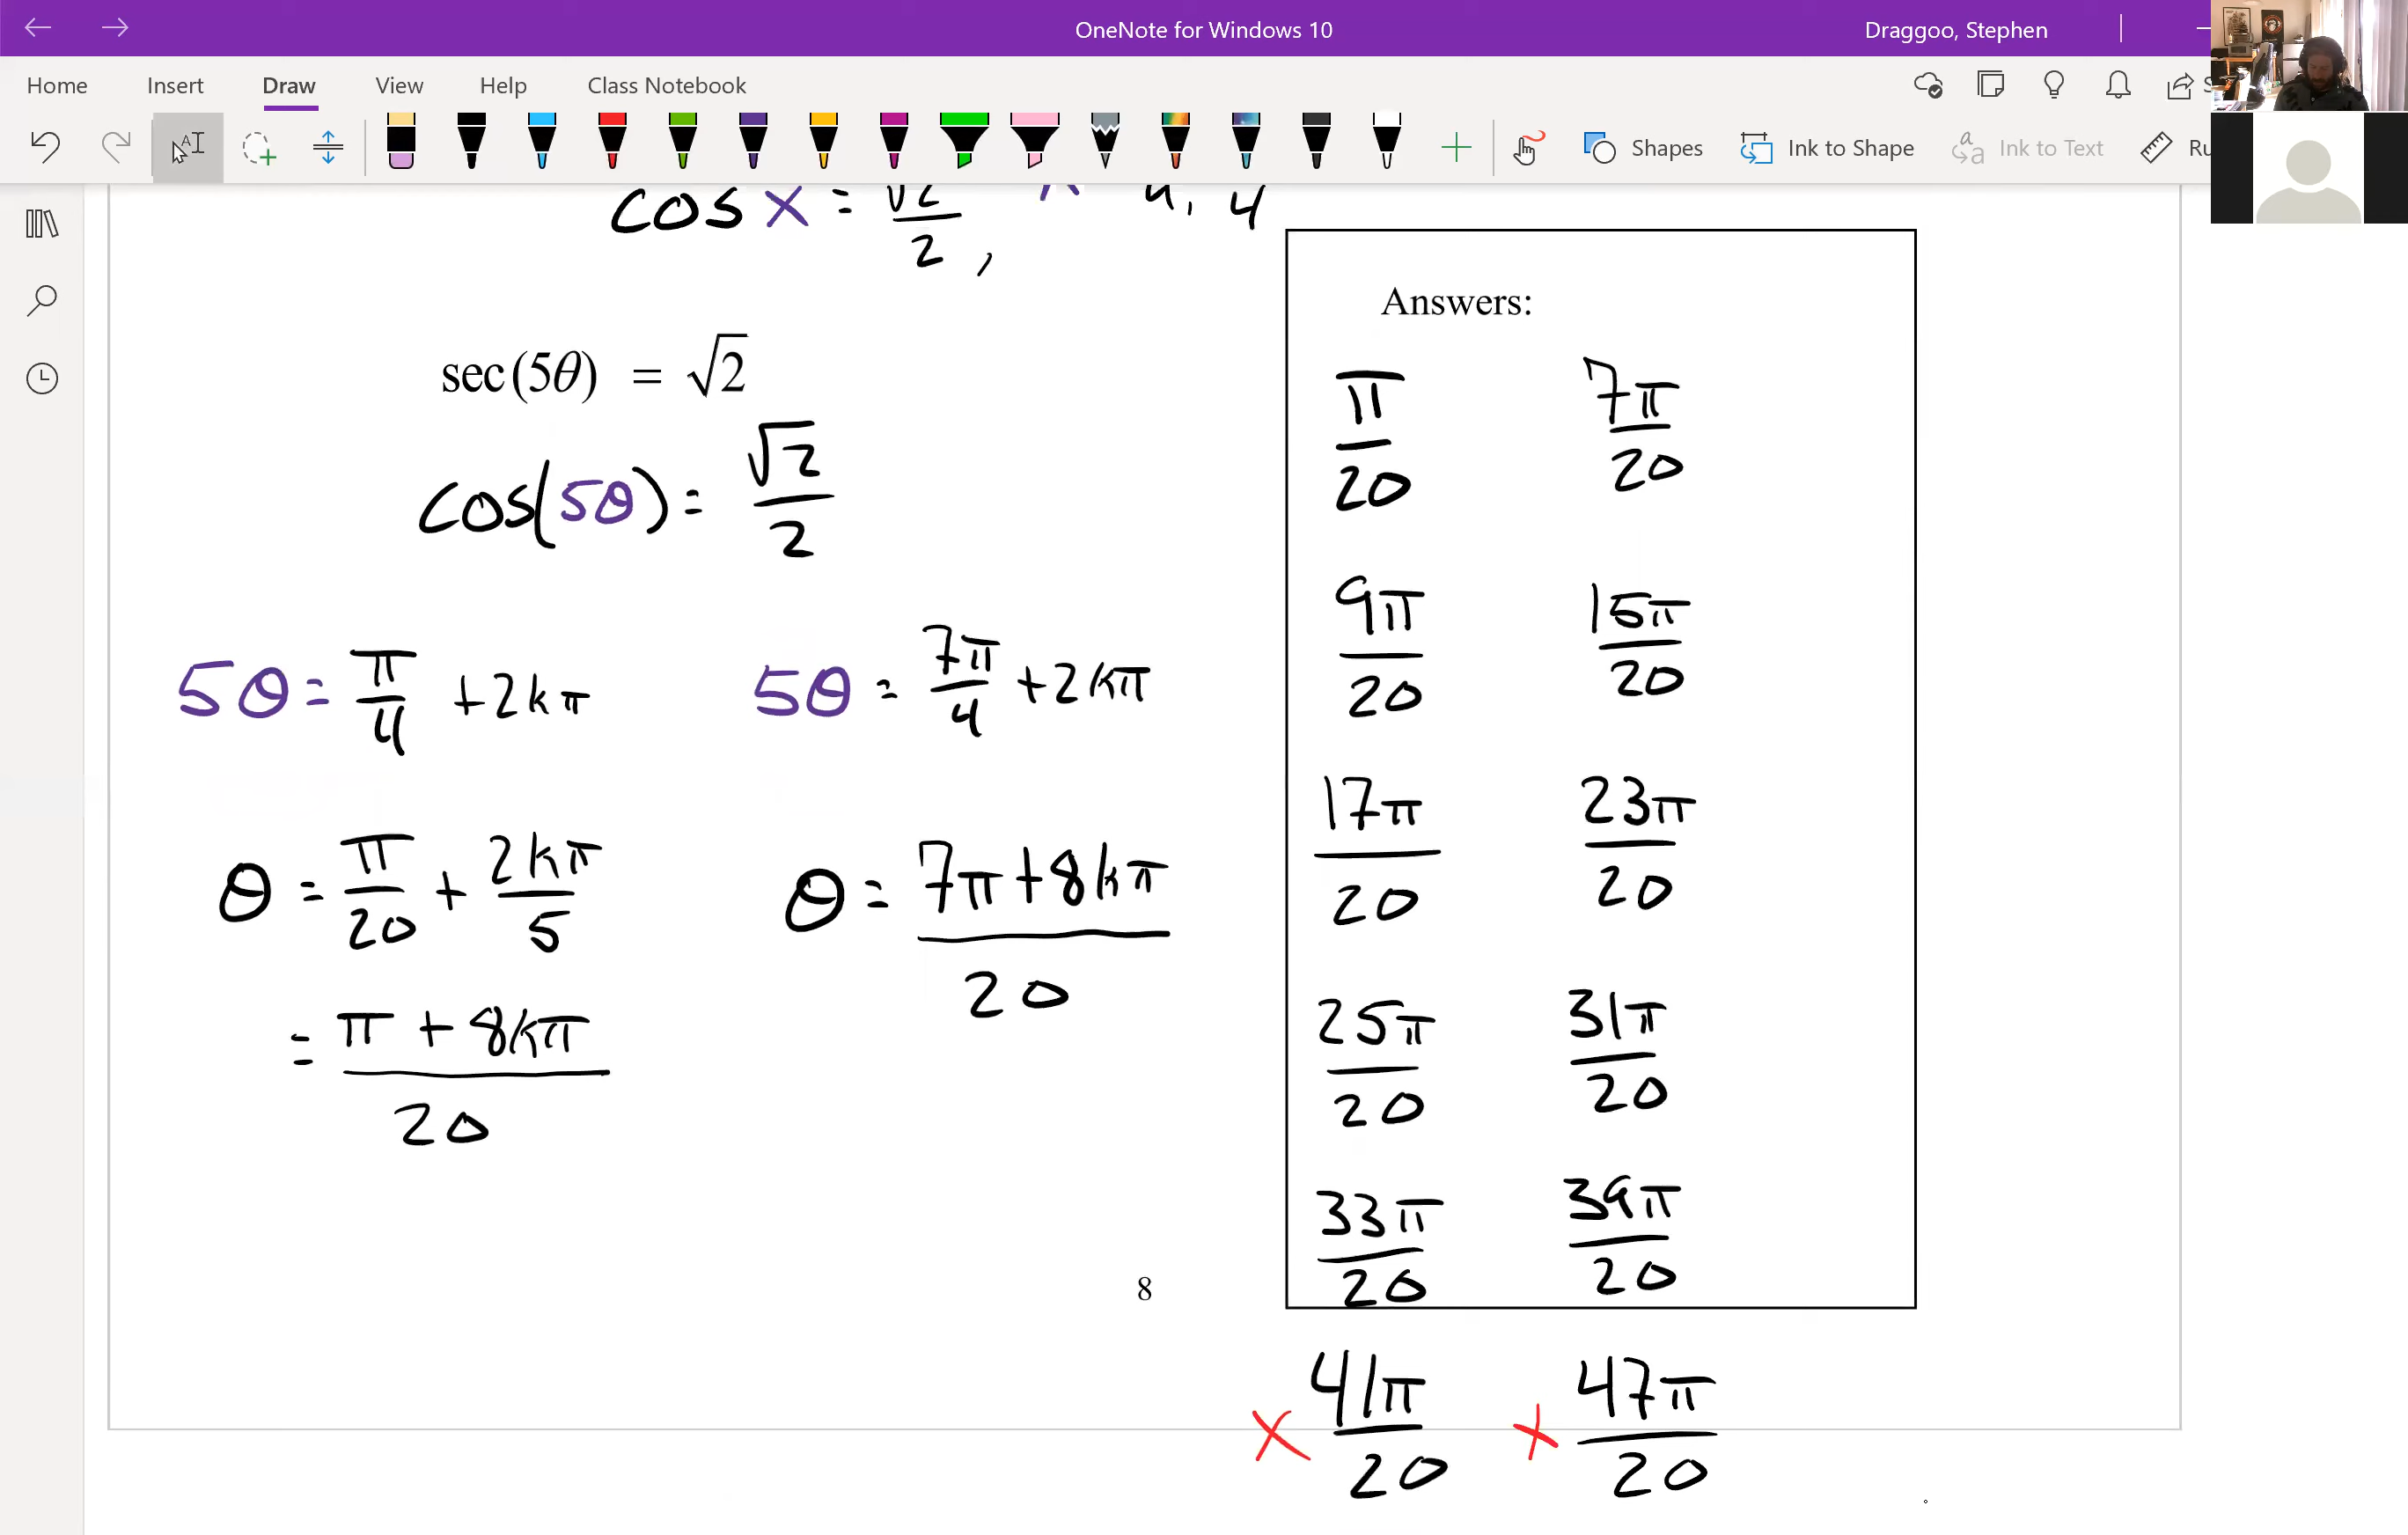 OneNote for Windows 10
Draggoo, Stephen
Home Insert Draw View Help Class Notebook
Shapes Ink to Shape Ink to Text
cos x = √2/2,
4, 4
Answers:
sec(5θ) = √2
cos(5θ) = √2/2
5θ = π/4 + 2kπ
5θ = 7π/4 + 2kπ
θ = π/20 + 2kπ/5
= π + 8kπ / 20
θ = 7π + 8kπ / 20
π/20 7π/20
9π/20 15π/20
17π/20 23π/20
25π/20 31π/20
33π/20 39π/20
8
x 41π/20 x 47π/20